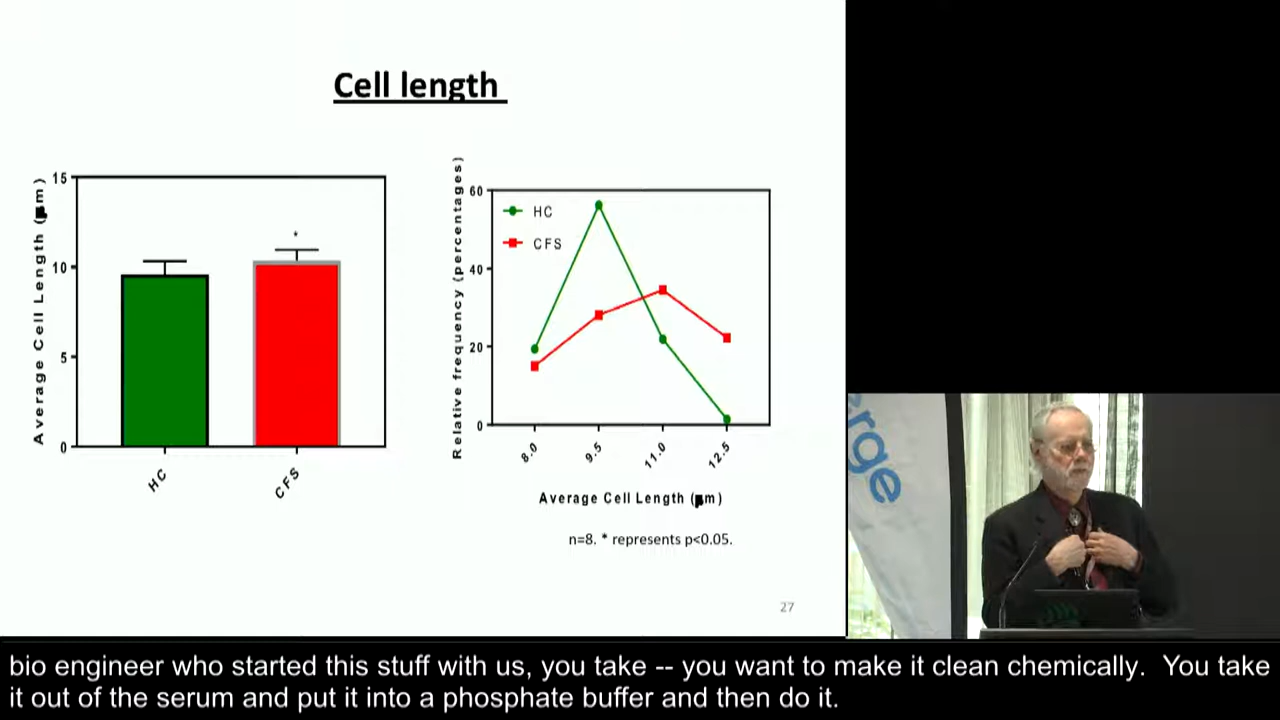 Cell length
Average Cell Length (µm)
15
10
5
0
*
HC
CFS
Relative frequency (percentages)
60
40
20
0
HC
CFS
8.0
9.5
11.0
12.5
Average Cell Length (µm)
n=8. * represents p<0.05.
27
erge
bio engineer who started this stuff with us, you take -- you want to make it clean chemically.  You take
it out of the serum and put it into a phosphate buffer and then do it.